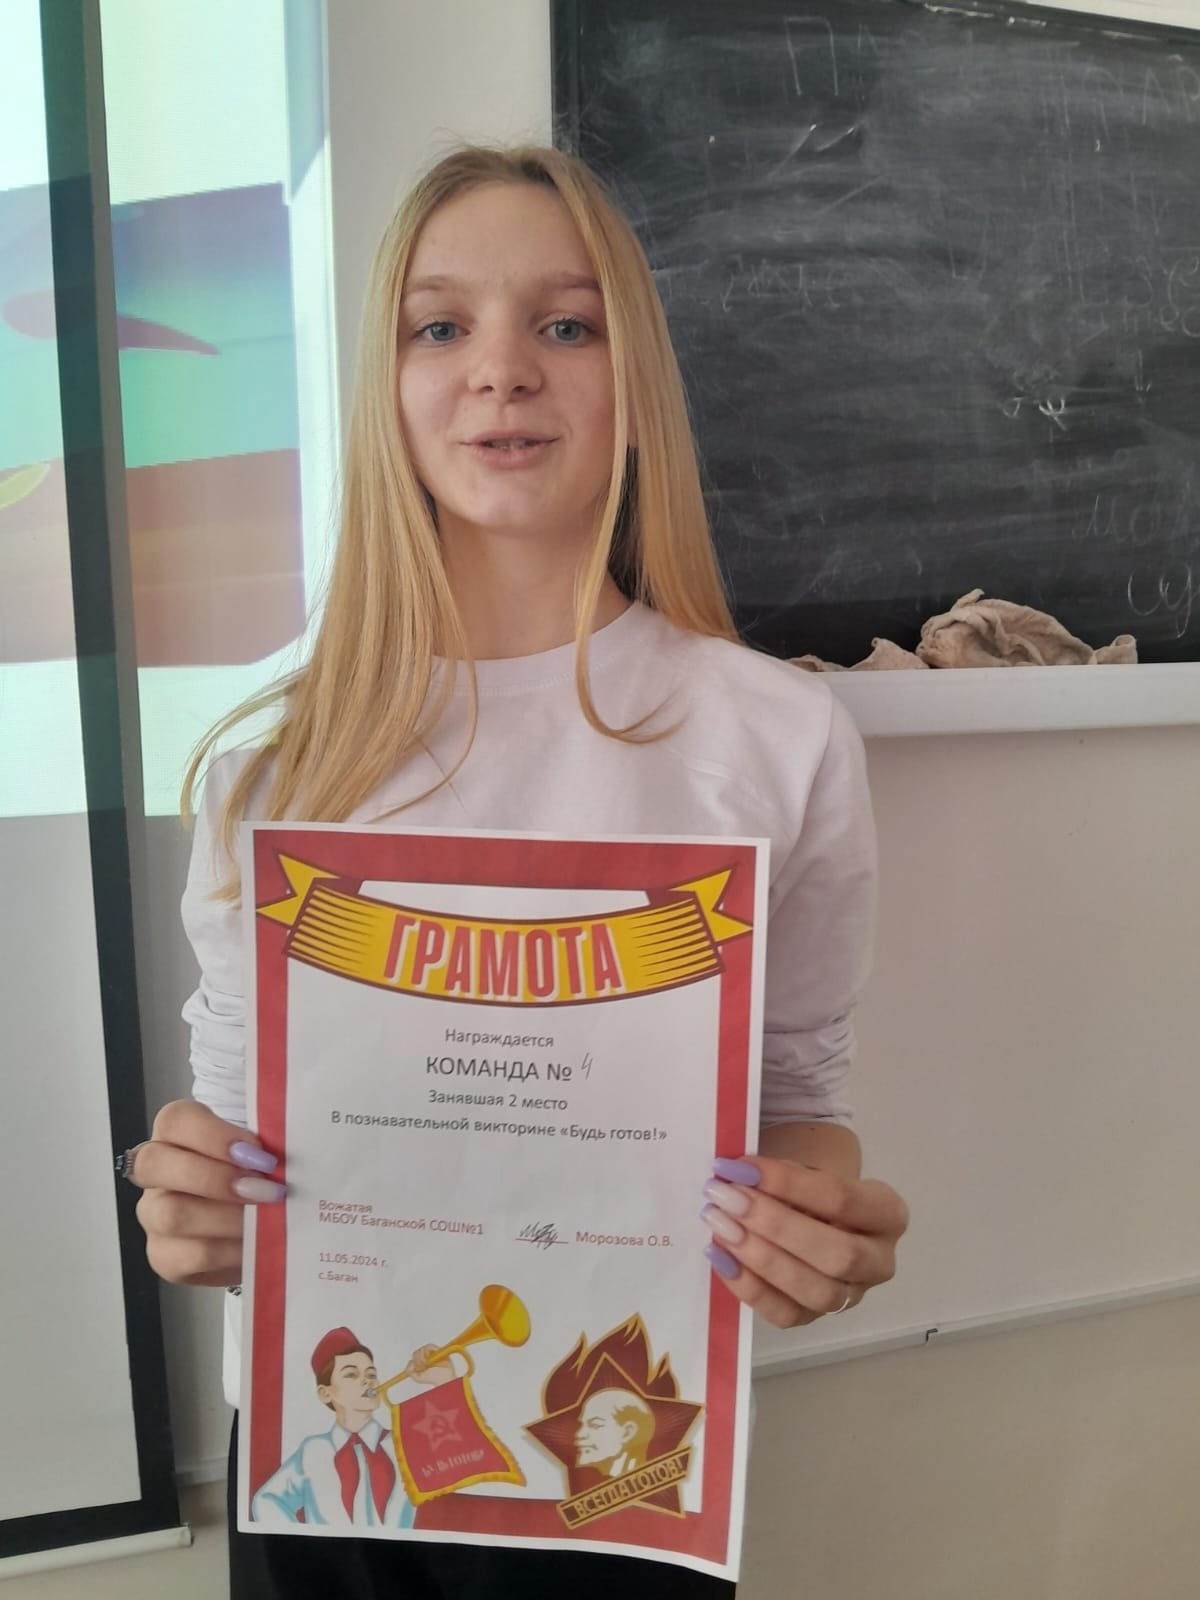 ГРАМОТА
Награждается
КОМАНДА № 4
Занявшая 2 место
В познавательной викторине «Будь готов!»
Вожатая
МБОУ Баганской СОШ№1 Морозова О.В.
11.05.2024 г.
с.Баган
БУДЬ ГОТОВ!
ВСЕГДА ГОТОВ!